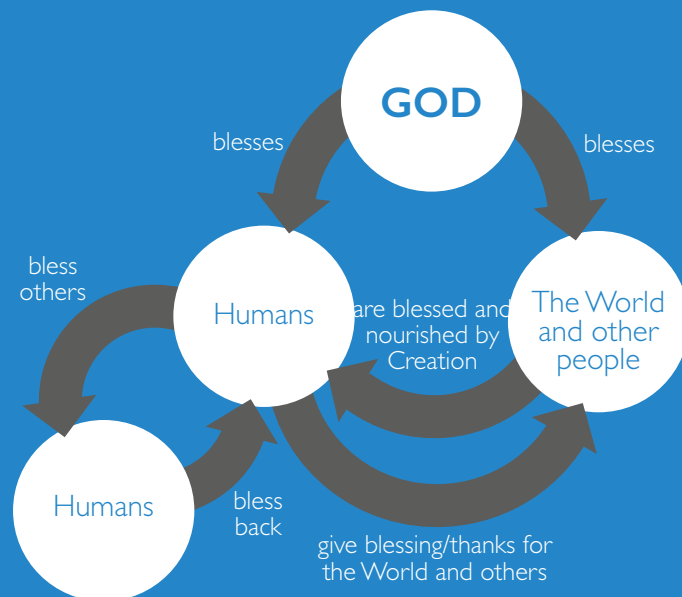 GOD
blesses
blesses
bless
others
Humans
are blessed and
nourished by
Creation
The World
and other
people
Humans
bless
back
give blessing/thanks for
the World and others